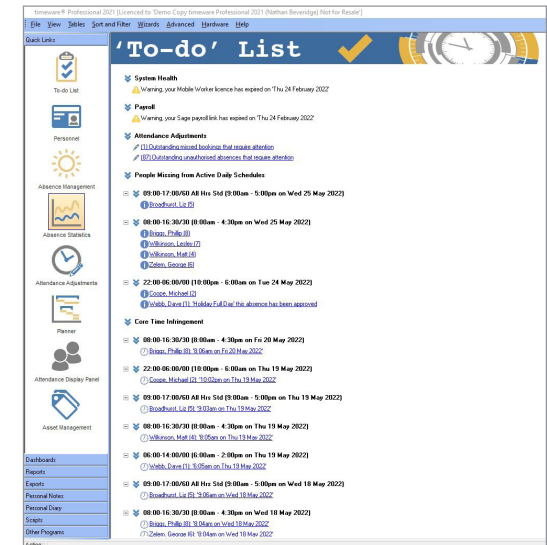 timeware® Professional 2021 [Licenced to 'Demo Copy timeware Professional 2021 (Nathan Beveridge) Not for Resale']
File View Tables Sort and Filter Wizards Advanced Hardware Help
Quick Links
To-do List
Personnel
Absence Management
Absence Statistics
Attendance Adjustments
Planner
Attendance Display Panel
Asset Management
Dashboards
Reports
Exports
Personal Notes
Personal Diary
Scripts
Other Programs
'To-do' List
System Health
Warning, your Mobile Worker licence has expired on 'Thu 24 February 2022'
Payroll
Warning, your Sage payroll link has expired on 'Thu 24 February 2022'
Attendance Adjustments
(1) Outstanding missed bookings that require attention
(87) Outstanding unauthorised absences that require attention
People Missing from Active Daily Schedules
09:00-17:00/60 All Hrs Std (9:00am - 5:00pm on Wed 25 May 2022)
Broadhurst, Liz (5)
08:00-16:30/30 (8:00am - 4:30pm on Wed 25 May 2022)
Briggs, Phillip (8)
Wilkinson, Lesley (7)
Wilkinson, Matt (4)
Zelem, George (6)
22:00-06:00/00 (10:00pm - 6:00am on Tue 24 May 2022)
Coope, Michael (2)
Webb, Dave (1); 'Holiday Full Day' this absence has been approved
Core Time Infringement
08:00-16:30/30 (8:00am - 4:30pm on Fri 20 May 2022)
Briggs, Phillip (8); '8:06am on Fri 20 May 2022'
22:00-06:00/00 (10:00pm - 6:00am on Thu 19 May 2022)
Coope, Michael (2); '10:02pm on Thu 19 May 2022'
09:00-17:00/60 All Hrs Std (9:00am - 5:00pm on Thu 19 May 2022)
Broadhurst, Liz (5); '9:03am on Thu 19 May 2022'
08:00-16:30/30 (8:00am - 4:30pm on Thu 19 May 2022)
Wilkinson, Matt (4); '8:05am on Thu 19 May 2022'
06:00-14:00/00 (6:00am - 2:00pm on Thu 19 May 2022)
Webb, Dave (1); '6:05am on Thu 19 May 2022'
09:00-17:00/60 All Hrs Std (9:00am - 5:00pm on Wed 18 May 2022)
Broadhurst, Liz (5); '9:06am on Wed 18 May 2022'
08:00-16:30/30 (8:00am - 4:30pm on Wed 18 May 2022)
Briggs, Phillip (8); '8:04am on Wed 18 May 2022'
Zelem, George (6); '8:04am on Wed 18 May 2022'